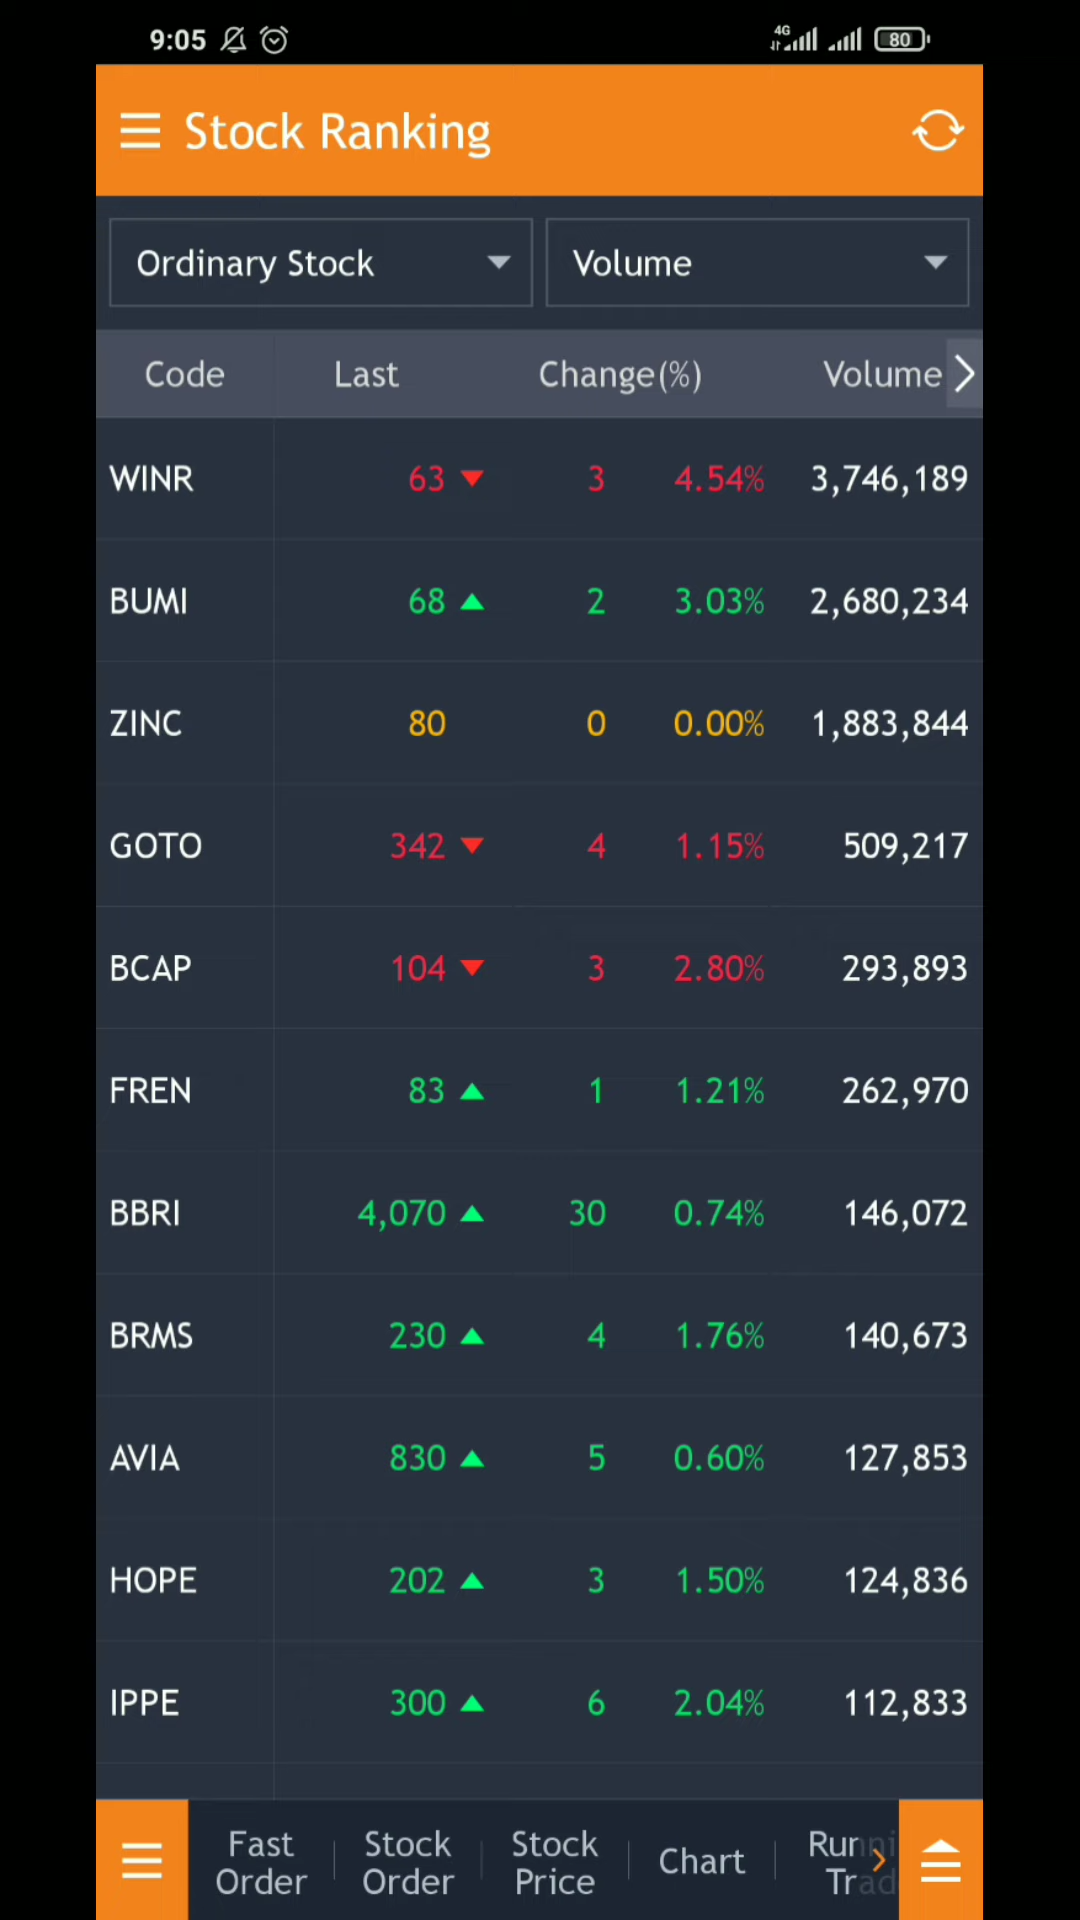 9:05 4G 80
Stock Ranking
Ordinary Stock Volume
Code Last Change(%) Volume
WINR 63 3 4.54% 3,746,189
BUMI 68 2 3.03% 2,680,234
ZINC 80 0 0.00% 1,883,844
GOTO 342 4 1.15% 509,217
BCAP 104 3 2.80% 293,893
FREN 83 1 1.21% 262,970
BBRI 4,070 30 0.74% 146,072
BRMS 230 4 1.76% 140,673
AVIA 830 5 0.60% 127,853
HOPE 202 3 1.50% 124,836
IPPE 300 6 2.04% 112,833
Fast Stock Stock Chart Runni
Order Order Price Trad